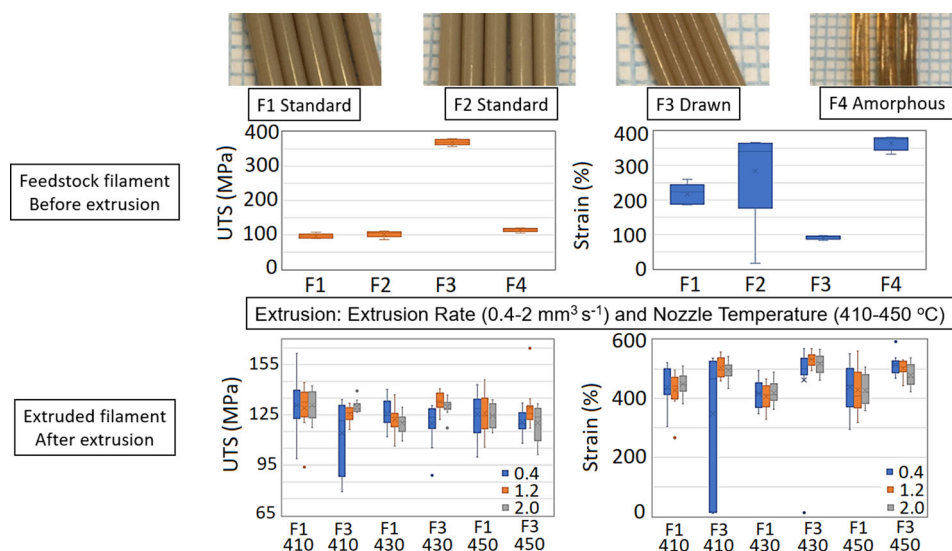 F1 Standard
F2 Standard
F3 Drawn
F4 Amorphous
Feedstock filament
Before extrusion
UTS (MPa)
400
300
200
100
0
F1 F2 F3 F4
Strain (%)
400
300
200
100
0
F1 F2 F3 F4
Extrusion: Extrusion Rate (0.4-2 mm³ s⁻¹) and Nozzle Temperature (410-450 °C)
Extruded filament
After extrusion
UTS (MPa)
155
125
95
65
0.4
1.2
2.0
F1 F3 F1 F3 F1 F3
410 410 430 430 450 450
Strain (%)
600
400
200
0
0.4
1.2
2.0
F1 F3 F1 F3 F1 F3
410 410 430 430 450 450